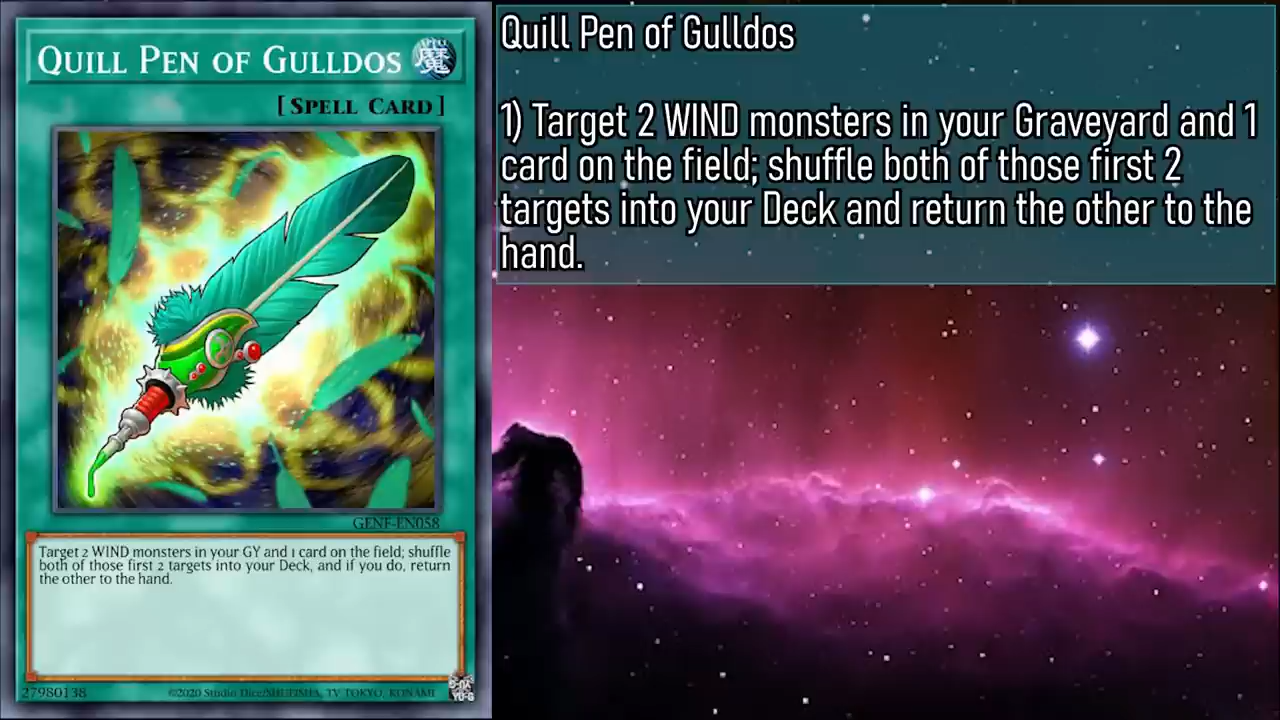 QUILL PEN OF GULLDOS 魔
[ SPELL CARD ]
GENF-EN058
Target 2 WIND monsters in your GY and 1 card on the field; shuffle
both of those first 2 targets into your Deck, and if you do, return
the other to the hand.
27980138 ©2020 Studio Dice/SHUEISHA, TV TOKYO, KONAMI
Quill Pen of Gulldos
1) Target 2 WIND monsters in your Graveyard and 1
card on the field; shuffle both of those first 2
targets into your Deck and return the other to the
hand.